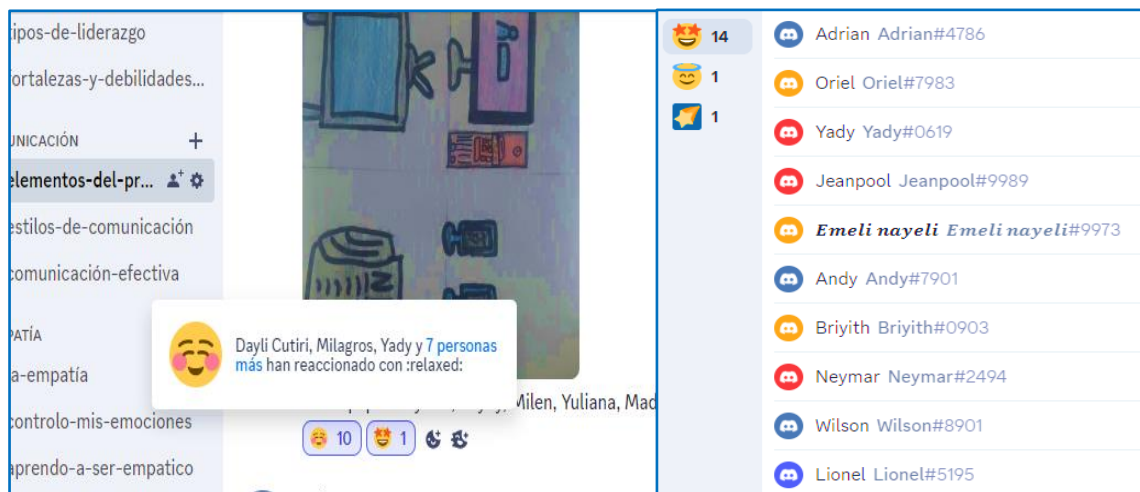 tipos-de-liderazgo
fortalezas-y-debilidades...
UNICACIÓN +
elementos-del-pr...
estilos-de-comunicación
comunicación-efectiva
PATÍA
a-empatía
controlo-mis-emociones
aprendo-a-ser-empatico
Dayli Cutiri, Milagros, Yady y 7 personas
más han reaccionado con :relaxed:
Milen, Yuliana, Mad
10 1
14
1
1
Adrian Adrian#4786
Oriel Oriel#7983
Yady Yady#0619
Jeanpool Jeanpool#9989
Emeli nayeli Emeli nayeli#9973
Andy Andy#7901
Briyith Briyith#0903
Neymar Neymar#2494
Wilson Wilson#8901
Lionel Lionel#5195